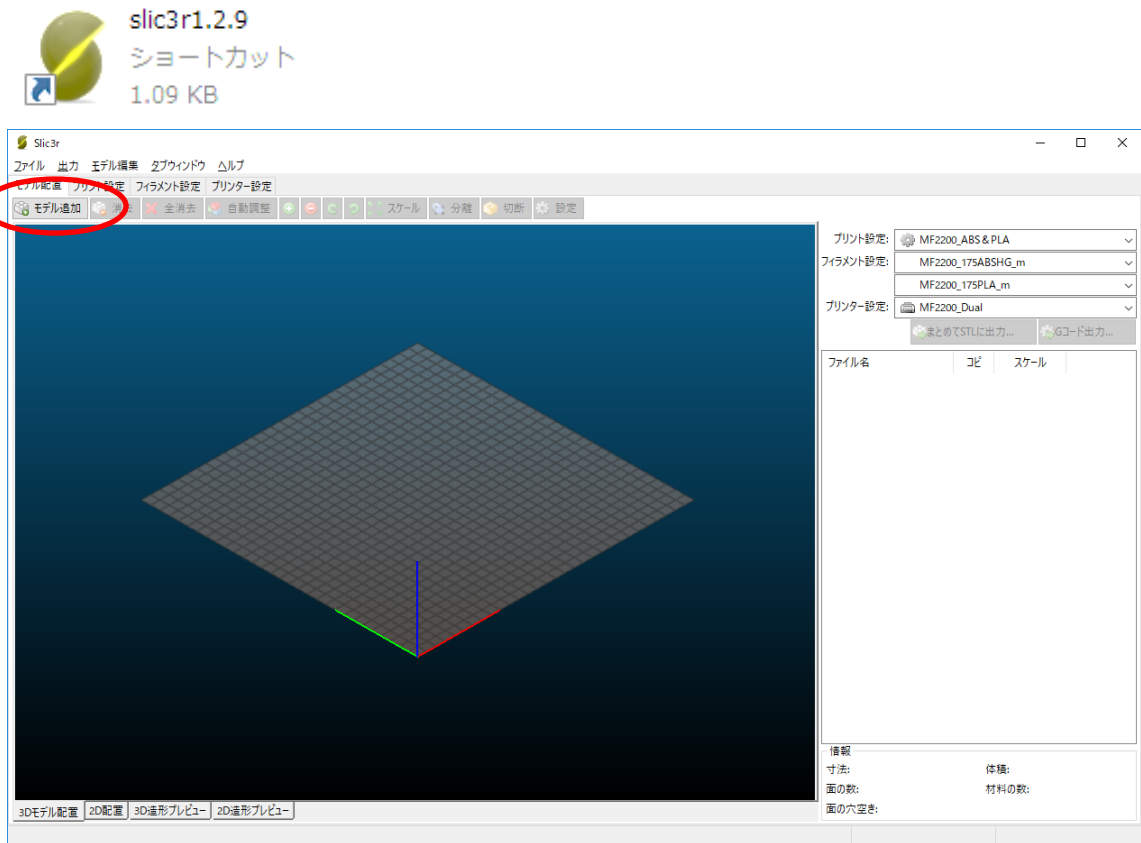 slic3r1.2.9
ショートカット
1.09 KB
Slic3r
ファイル 出力 モデル編集 タブウィンドウ ヘルプ
モデル配置 プリント設定 フィラメント設定 プリンター設定
モデル追加 消去 全消去 自動調整 スケール 分離 切断 設定
プリント設定: MF2200_ABS&PLA
フィラメント設定: MF2200_175ABSHG_m
MF2200_175PLA_m
プリンター設定: MF2200_Dual
まとめてSTLに出力... Gコード出力...
ファイル名 コピ スケール
情報
寸法: 体積:
面の数: 材料の数:
面の穴空き:
3Dモデル配置 2D配置 3D造形プレビュー 2D造形プレビュー